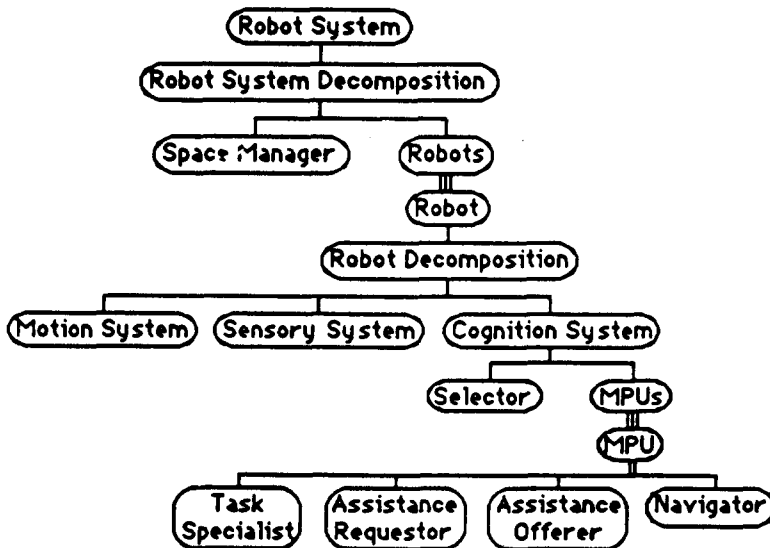 Robot System
Robot System Decomposition
Space Manager
Robots
Robot
Robot Decomposition
Motion System
Sensory System
Cognition System
Selector
MPUs
MPU
Task
Specialist
Assistance
Requestor
Assistance
Offerer
Navigator